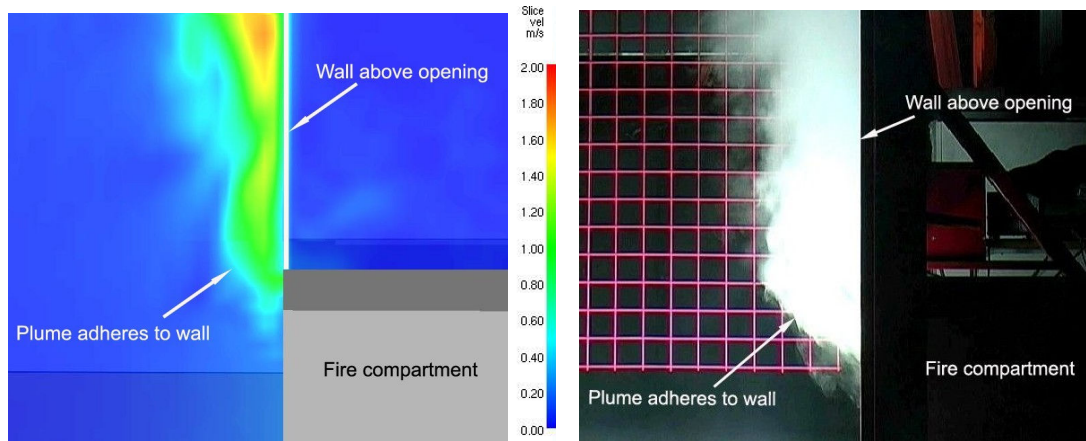 Wall above opening
Plume adheres to wall
Fire compartment
Slice
vel
m/s
2.00
1.80
1.60
1.40
1.20
1.00
0.80
0.60
0.40
0.20
0.00
Wall above opening
Plume adheres to wall
Fire compartment